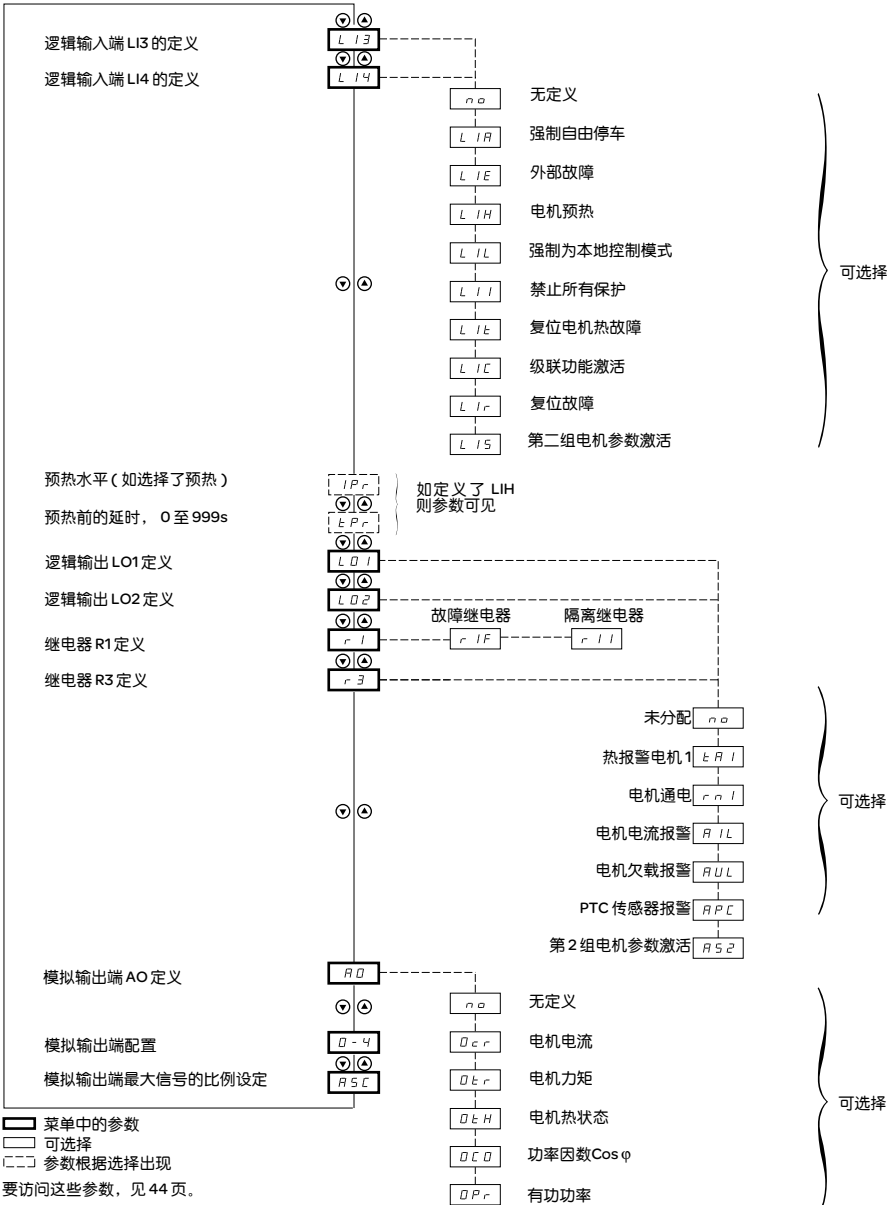 逻辑输入端 LI3 的定义
LI3
逻辑输入端 LI4 的定义
LI4
no
无定义
LIA
强制自由停车
LIE
外部故障
LIH
电机预热
LIL
强制为本地控制模式
LII
禁止所有保护
LIt
复位电机热故障
LIC
级联功能激活
LIr
复位故障
LIS
第二组电机参数激活
可选择
预热水平 ( 如选择了预热 )
IPr
如定义了 LIH
则参数可见
预热前的延时， 0 至 999s
tPr
逻辑输出 LO1 定义
LO1
逻辑输出 LO2 定义
LO2
故障继电器
隔离继电器
继电器 R1 定义
r1
r1F
r1I
继电器 R3 定义
r3
未分配
no
热报警电机 1
tA1
电机通电
rn1
电机电流报警
AIL
电机欠载报警
AUL
PTC 传感器报警
APC
第 2 组电机参数激活
AS2
可选择
模拟输出端 AO 定义
AO
no
无定义
模拟输出端配置
O-4
Ocr
电机电流
模拟输出端最大信号的比例设定
ASC
Otr
电机力矩
OtH
电机热状态
OCO
功率因数Cos φ
OPr
有功功率
可选择
菜单中的参数
可选择
参数根据选择出现
要访问这些参数，见 44 页。